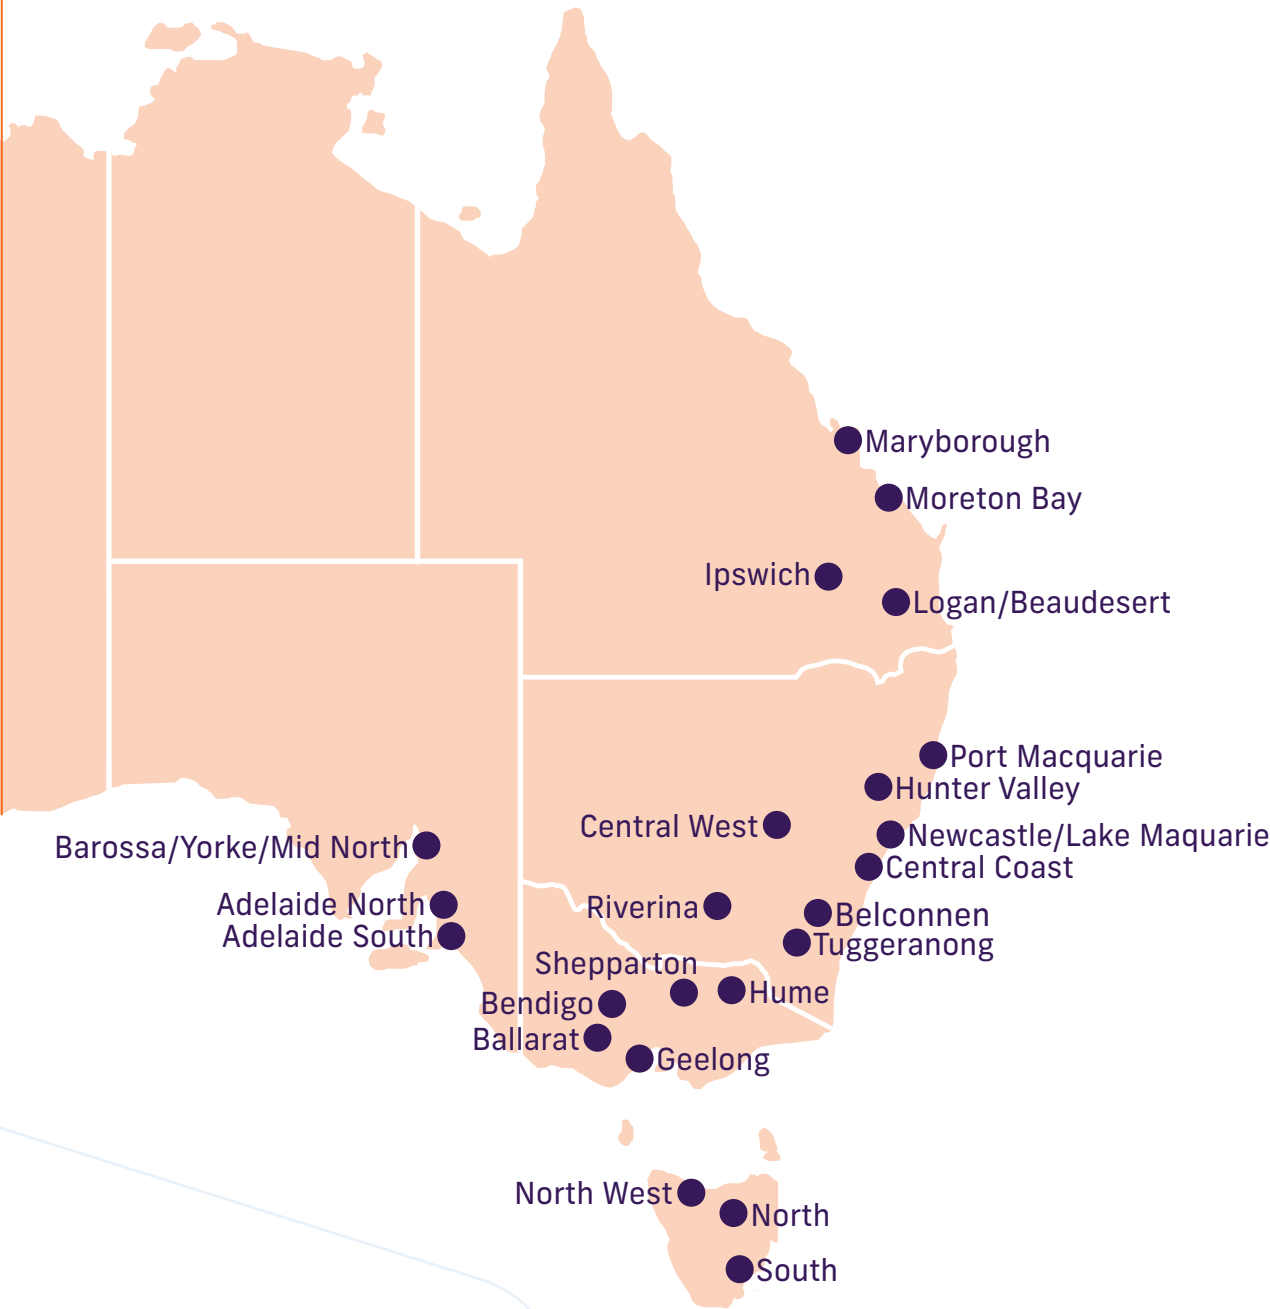 Maryborough
Moreton Bay
Ipswich
Logan/Beaudesert
Port Macquarie
Hunter Valley
Central West
Newcastle/Lake Maquarie
Barossa/Yorke/Mid North
Central Coast
Adelaide North
Riverina
Belconnen
Adelaide South
Tuggeranong
Shepparton
Hume
Bendigo
Ballarat
Geelong
North West
North
South